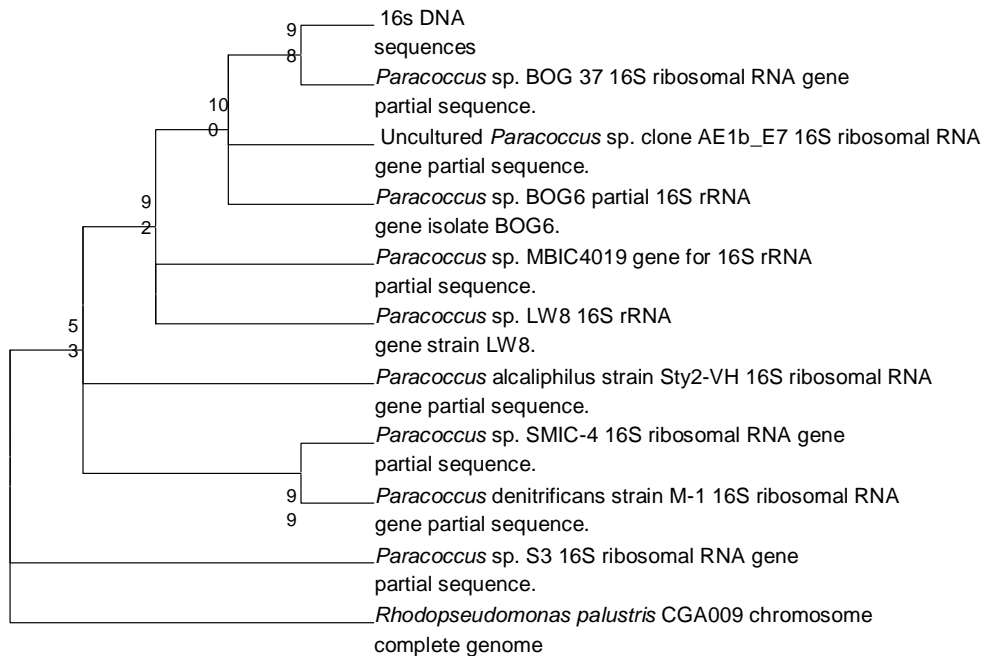 16s DNA
sequences
9
8
Paracoccus sp. BOG 37 16S ribosomal RNA gene
partial sequence.
10
0
Uncultured Paracoccus sp. clone AE1b_E7 16S ribosomal RNA
gene partial sequence.
Paracoccus sp. BOG6 partial 16S rRNA
gene isolate BOG6.
9
2
Paracoccus sp. MBIC4019 gene for 16S rRNA
partial sequence.
Paracoccus sp. LW8 16S rRNA
gene strain LW8.
5
3
Paracoccus alcaliphilus strain Sty2-VH 16S ribosomal RNA
gene partial sequence.
Paracoccus sp. SMIC-4 16S ribosomal RNA gene
partial sequence.
9
9
Paracoccus denitrificans strain M-1 16S ribosomal RNA
gene partial sequence.
Paracoccus sp. S3 16S ribosomal RNA gene
partial sequence.
Rhodopseudomonas palustris CGA009 chromosome
complete genome